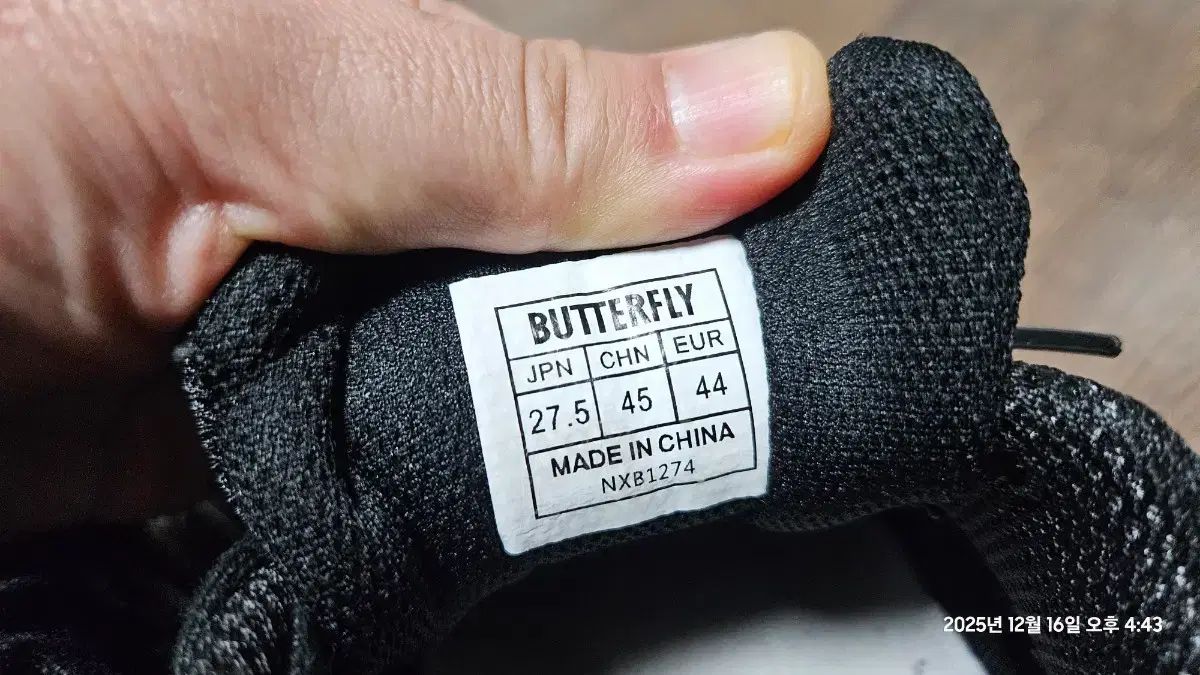 BUTTERFLY
JPN CHN EUR
27.5 45 44
MADE IN CHINA
NXB1274
2025년 12월 16일 오후 4:43